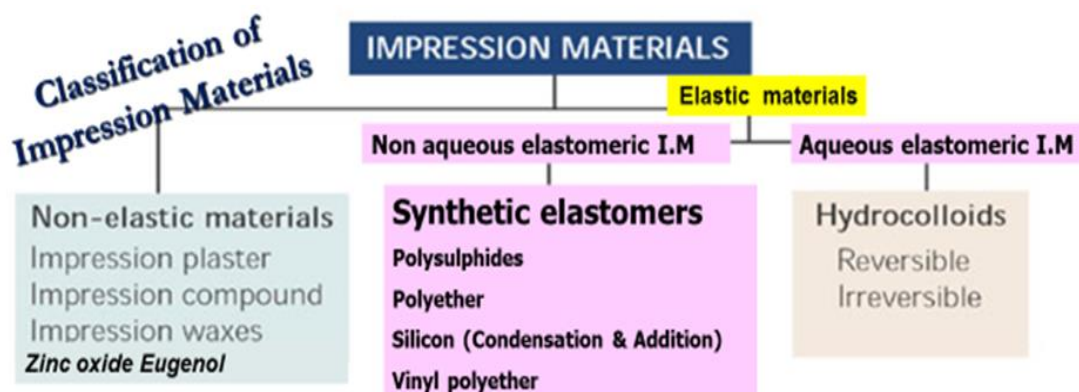 Classification of
Impression Materials
IMPRESSION MATERIALS
Elastic materials
Non aqueous elastomeric I.M
Aqueous elastomeric I.M
Non-elastic materials
Impression plaster
Impression compound
Impression waxes
Zinc oxide Eugenol
Synthetic elastomers
Polysulphides
Polyether
Silicon (Condensation & Addition)
Vinyl polyether
Hydrocolloids
Reversible
Irreversible